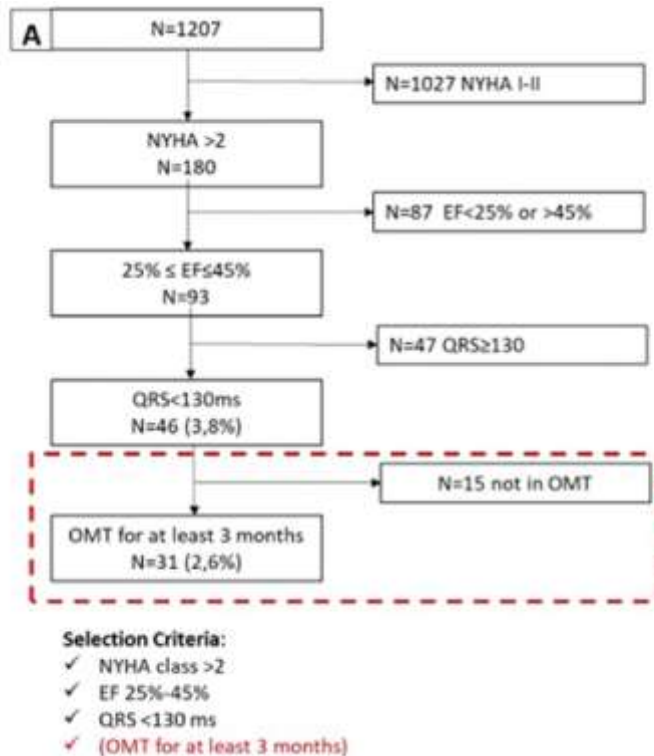 A
N=1207
N=1027 NYHA I-II
NYHA >2
N=180
N=87 EF<25% or >45%
25% ≤ EF≤45%
N=93
N=47 QRS≥130
QRS<130ms
N=46 (3,8%)
N=15 not in OMT
OMT for at least 3 months
N=31 (2,6%)
Selection Criteria:
✓ NYHA class >2
✓ EF 25%-45%
✓ QRS <130 ms
✓ (OMT for at least 3 months)